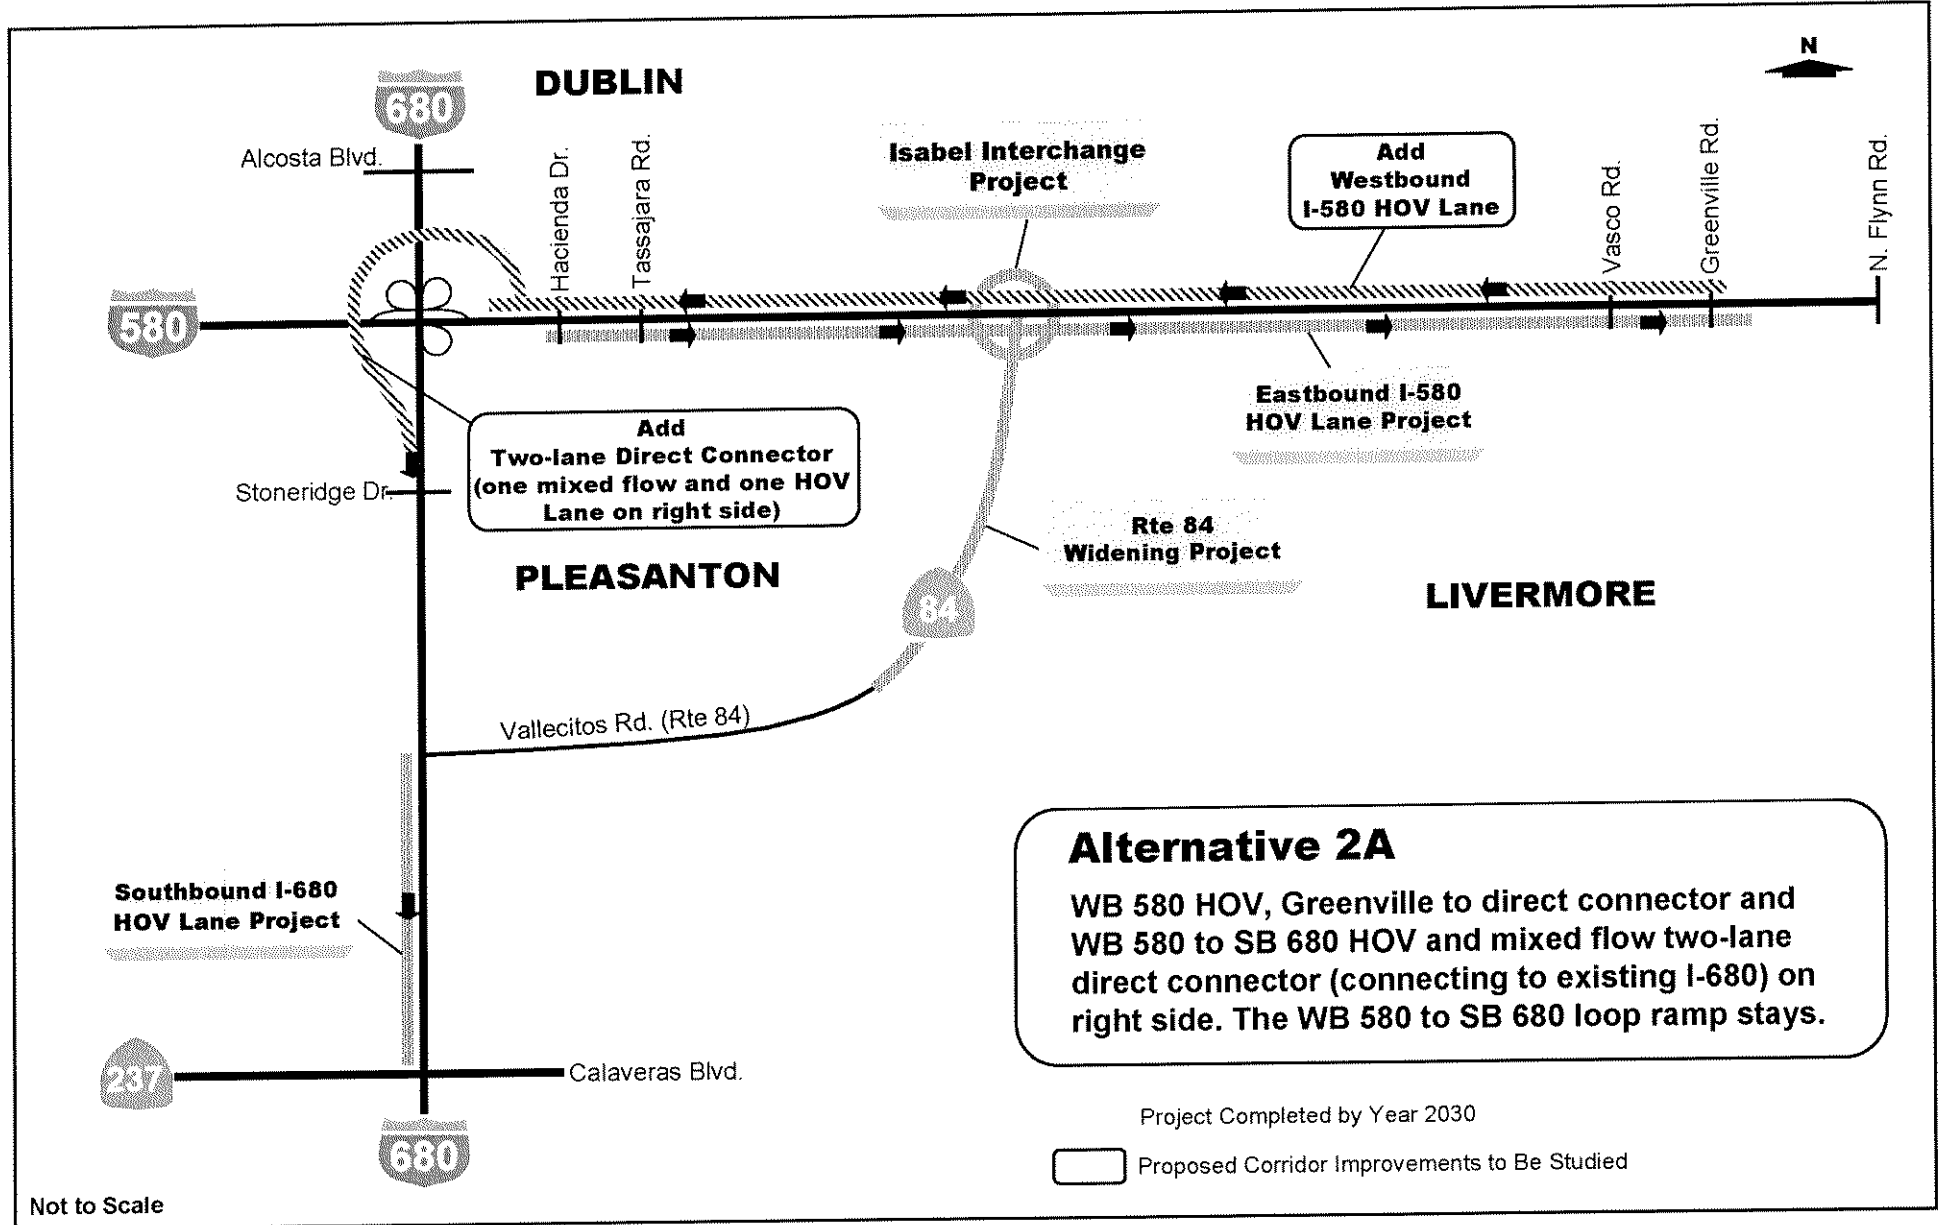 N
DUBLIN
680
Alcosta Blvd.
Hacienda Dr.
Tassajara Rd.
Isabel Interchange
Project
Add
Westbound
I-580 HOV Lane
Vasco Rd.
Greenville Rd.
N. Flynn Rd.
580
Add
Two-lane Direct Connector
(one mixed flow and one HOV
Lane on right side)
Eastbound I-580
HOV Lane Project
Stoneridge Dr
Rte 84
Widening Project
PLEASANTON
LIVERMORE
84
Vallecitos Rd. (Rte 84)
Southbound I-680
HOV Lane Project
Alternative 2A
WB 580 HOV, Greenville to direct connector and
WB 580 to SB 680 HOV and mixed flow two-lane
direct connector (connecting to existing I-680) on
right side. The WB 580 to SB 680 loop ramp stays.
237
Calaveras Blvd.
680
Project Completed by Year 2030
Proposed Corridor Improvements to Be Studied
Not to Scale